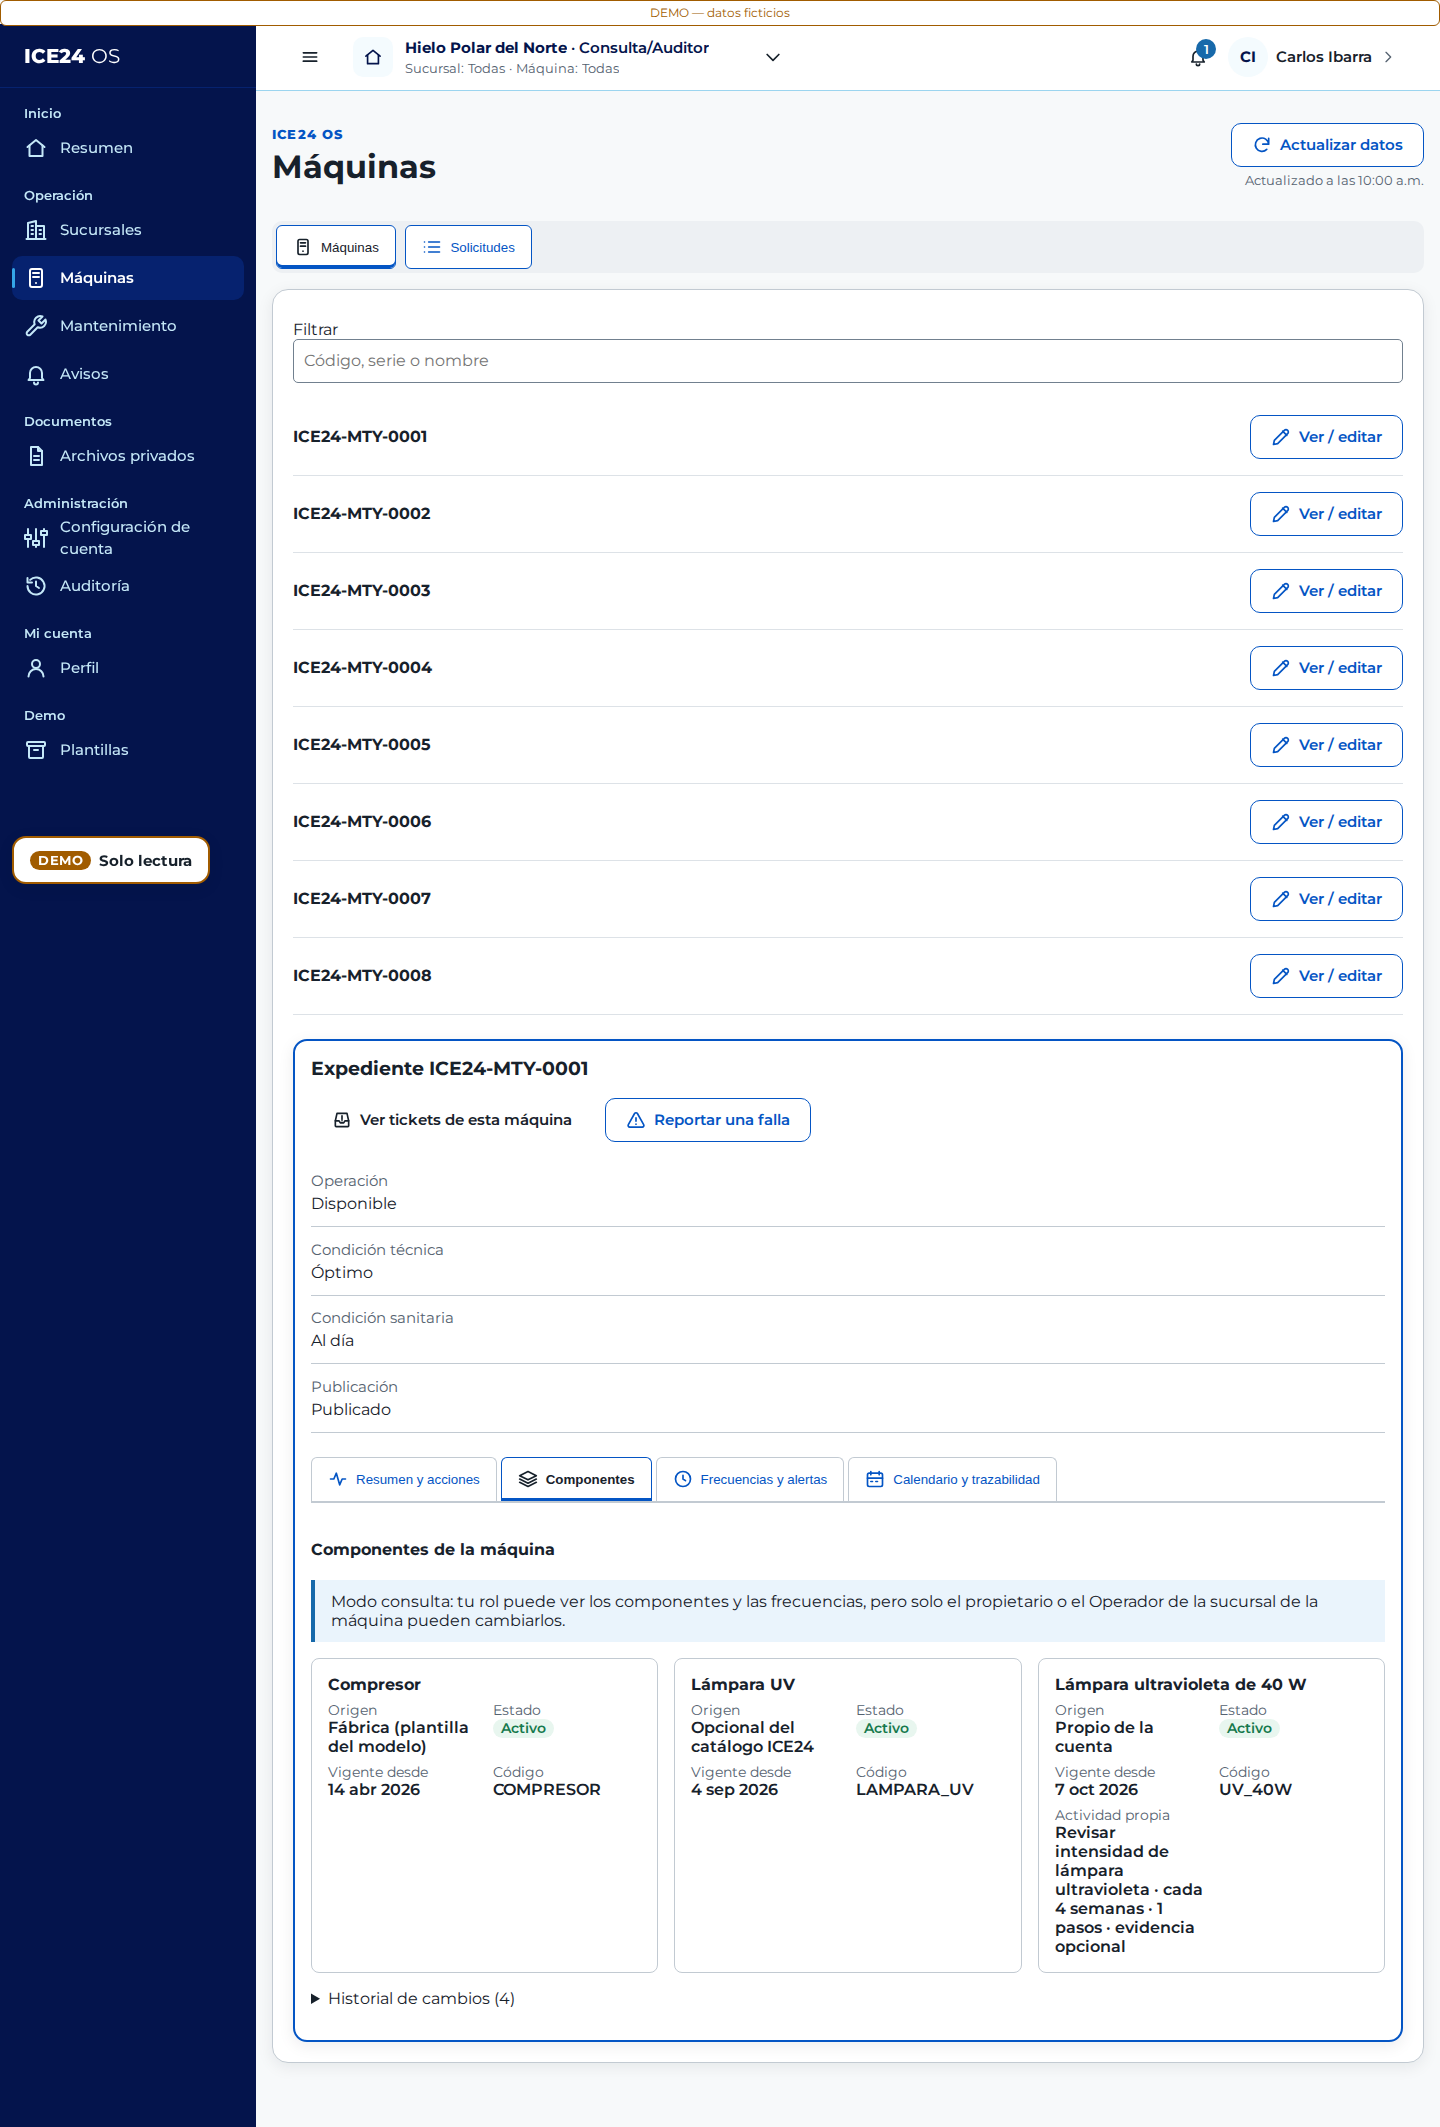 DEMO — datos ficticios
ICE24 OS
Inicio
Resumen
Operación
Sucursales
Máquinas
Mantenimiento
Avisos
Documentos
Archivos privados
Administración
Configuración de
cuenta
Auditoría
Mi cuenta
Perfil
Demo
Plantillas
DEMO Solo lectura
Hielo Polar del Norte · Consulta/Auditor
Sucursal: Todas · Máquina: Todas
1
CI Carlos Ibarra
ICE24 OS
Máquinas
Actualizar datos
Actualizado a las 10:00 a.m.
Máquinas Solicitudes
Filtrar
Código, serie o nombre
ICE24-MTY-0001 Ver / editar
ICE24-MTY-0002 Ver / editar
ICE24-MTY-0003 Ver / editar
ICE24-MTY-0004 Ver / editar
ICE24-MTY-0005 Ver / editar
ICE24-MTY-0006 Ver / editar
ICE24-MTY-0007 Ver / editar
ICE24-MTY-0008 Ver / editar
Expediente ICE24-MTY-0001
Ver tickets de esta máquina Reportar una falla
Operación
Disponible
Condición técnica
Óptimo
Condición sanitaria
Al día
Publicación
Publicado
Resumen y acciones Componentes Frecuencias y alertas Calendario y trazabilidad
Componentes de la máquina
Modo consulta: tu rol puede ver los componentes y las frecuencias, pero solo el propietario o el Operador de la sucursal de la
máquina pueden cambiarlos.
Compresor
Origen Estado
Fábrica (plantilla Activo
del modelo)
Vigente desde Código
14 abr 2026 COMPRESOR
Lámpara UV
Origen Estado
Opcional del Activo
catálogo ICE24
Vigente desde Código
4 sep 2026 LAMPARA_UV
Lámpara ultravioleta de 40 W
Origen Estado
Propio de la Activo
cuenta
Vigente desde Código
7 oct 2026 UV_40W
Actividad propia
Revisar
intensidad de
lámpara
ultravioleta · cada
4 semanas · 1
pasos · evidencia
opcional
Historial de cambios (4)